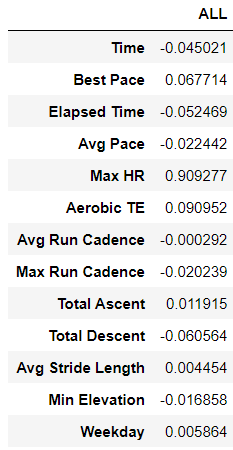 ALL
Time -0.045021
Best Pace 0.067714
Elapsed Time -0.052469
Avg Pace -0.022442
Max HR 0.909277
Aerobic TE 0.090952
Avg Run Cadence -0.000292
Max Run Cadence -0.020239
Total Ascent 0.011915
Total Descent -0.060564
Avg Stride Length 0.004454
Min Elevation -0.016858
Weekday 0.005864